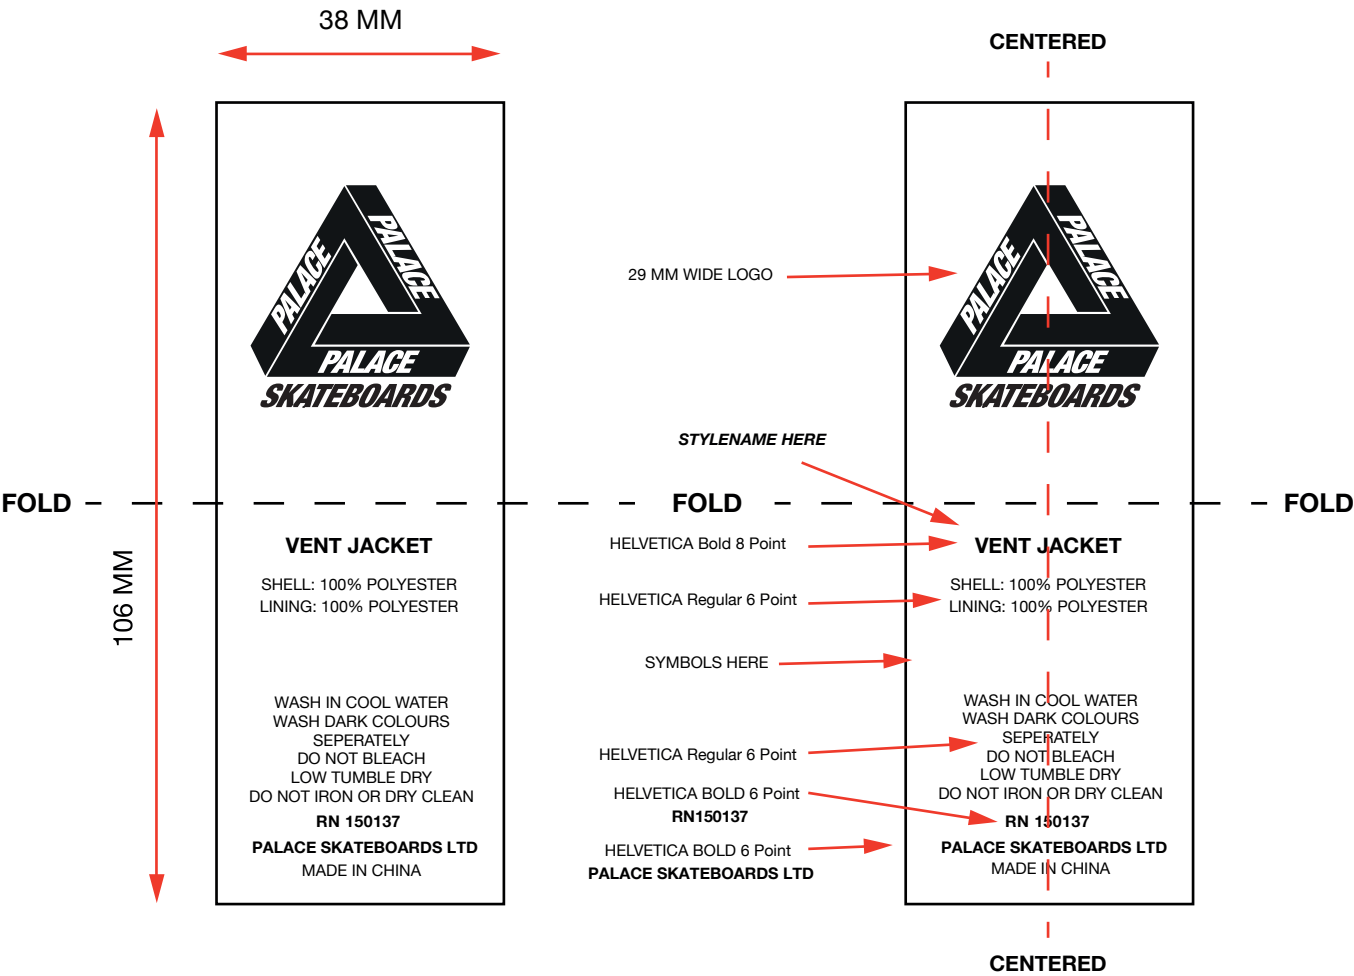 38 MM
CENTERED
PALACE
PALACE
PALACE
SKATEBOARDS
29 MM WIDE LOGO
PALACE
PALACE
PALACE
SKATEBOARDS
STYLENAME HERE
FOLD
FOLD
FOLD
106 MM
VENT JACKET
SHELL: 100% POLYESTER
LINING: 100% POLYESTER
WASH IN COOL WATER
WASH DARK COLOURS
SEPERATELY
DO NOT BLEACH
LOW TUMBLE DRY
DO NOT IRON OR DRY CLEAN
RN 150137
PALACE SKATEBOARDS LTD
MADE IN CHINA
HELVETICA Bold 8 Point
HELVETICA Regular 6 Point
SYMBOLS HERE
HELVETICA Regular 6 Point
HELVETICA BOLD 6 Point
RN150137
HELVETICA BOLD 6 Point
PALACE SKATEBOARDS LTD
VENT JACKET
SHELL: 100% POLYESTER
LINING: 100% POLYESTER
WASH IN COOL WATER
WASH DARK COLOURS
SEPERATELY
DO NOT BLEACH
LOW TUMBLE DRY
DO NOT IRON OR DRY CLEAN
RN 150137
PALACE SKATEBOARDS LTD
MADE IN CHINA
CENTERED